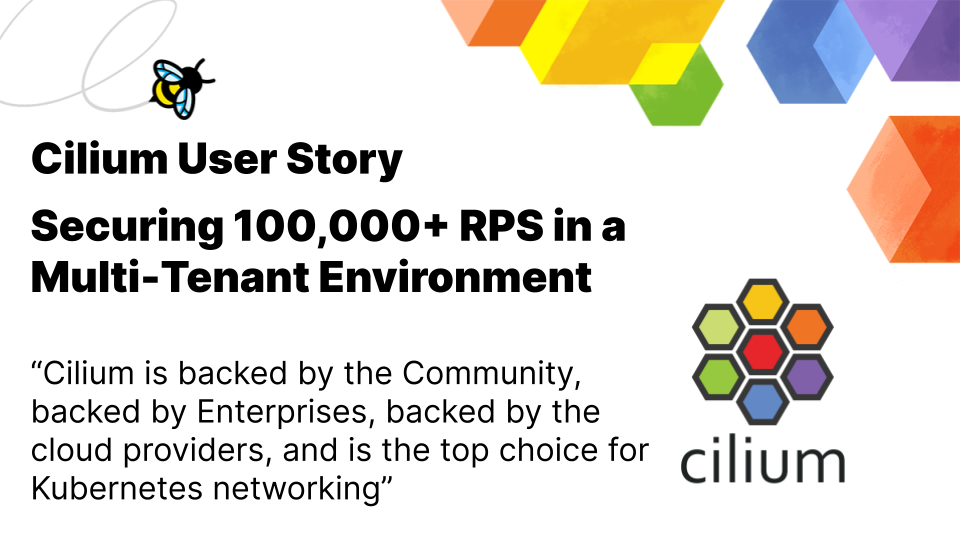 Cilium User Story
Securing 100,000+ RPS in a
Multi-Tenant Environment
“Cilium is backed by the Community,
backed by Enterprises, backed by the
cloud providers, and is the top choice for
Kubernetes networking”
cilium